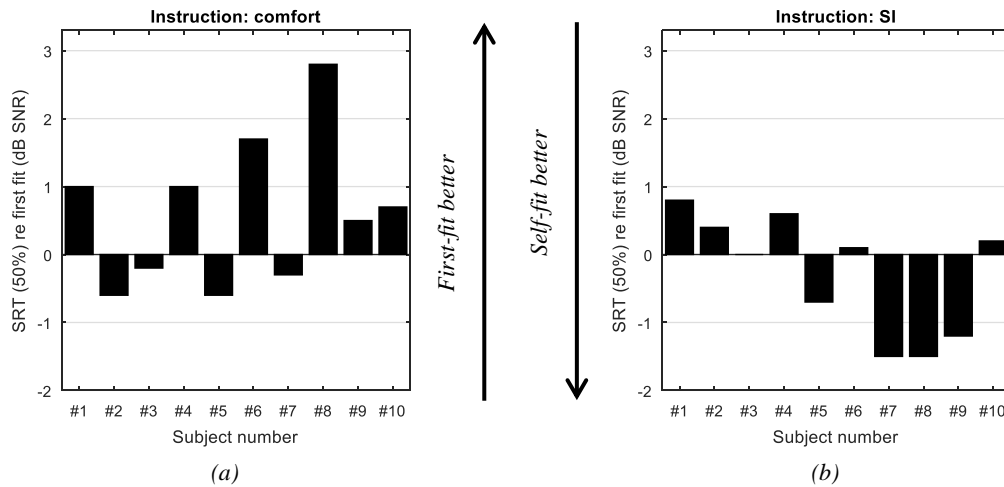 Instruction: comfort
SRT (50%) re first fit (dB SNR)
3
2
1
0
-1
-2
#1 #2 #3 #4 #5 #6 #7 #8 #9 #10
Subject number
(a)
First-fit better
Self-fit better
Instruction: SI
SRT (50%) re first fit (dB SNR)
3
2
1
0
-1
-2
#1 #2 #3 #4 #5 #6 #7 #8 #9 #10
Subject number
(b)